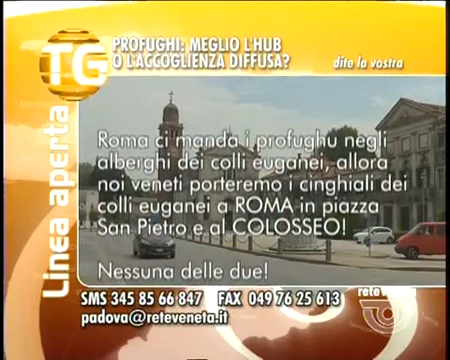 TG
Linea aperta
PROFUGHI: MEGLIO L'HUB
O L'ACCOGLIENZA DIFFUSA?
dite la vostra
Roma ci manda i profughu negli
alberghi dei colli euganei, allora
noi veneti porteremo i cinghiali dei
colli euganei a ROMA in piazza
San Pietro e al COLOSSEO!
Nessuna delle due!
SMS 345 85 66 847 FAX 049 76 25 613
padova@reteveneta.it